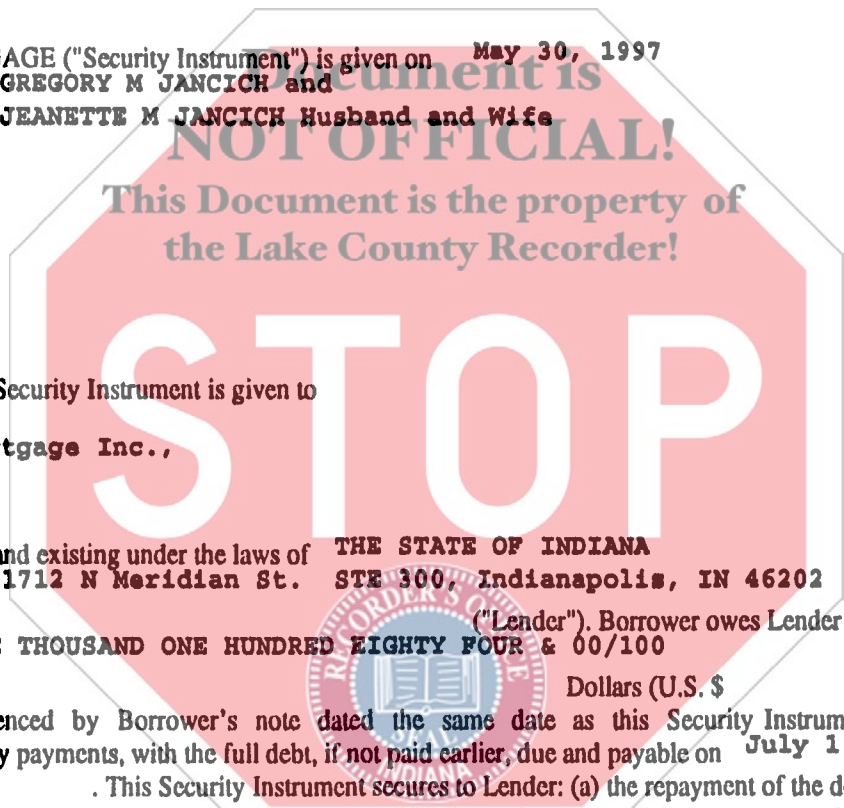 AGE ("Security Instrument") is given on May 30, 1997
GREGORY M JANCICH and
JEANETTE M JANCICH Husband and Wife
Document is
NOT OFFICIAL!
This Document is the property of
the Lake County Recorder!
STOP
Security Instrument is given to
tgage Inc.,
and existing under the laws of THE STATE OF INDIANA
1712 N Meridian St. STE 300, Indianapolis, IN 46202
("Lender"). Borrower owes Lender
THOUSAND ONE HUNDRED EIGHTY FOUR & 00/100
Dollars (U.S. $
enced by Borrower's note dated the same date as this Security Instrum
y payments, with the full debt, if not paid earlier, due and payable on July 1
. This Security Instrument secures to Lender: (a) the repayment of the d
RECORDER'S OFFICE
SEAL
INDIANA